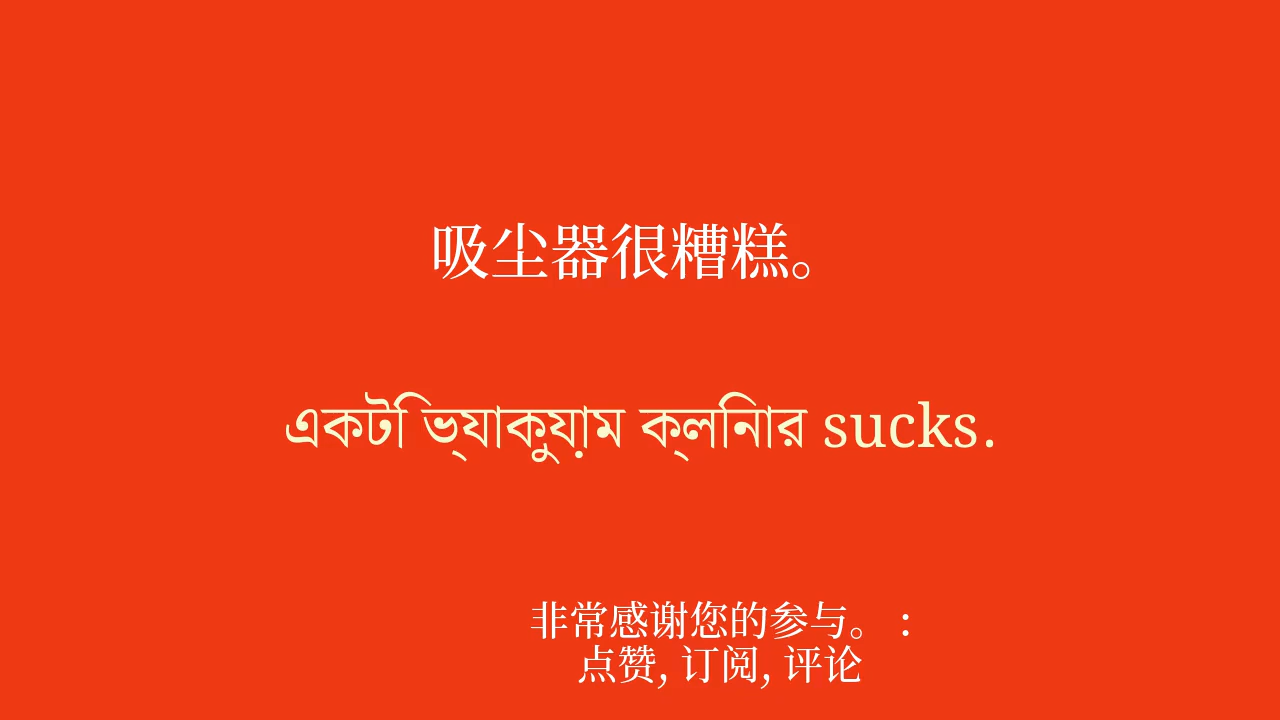 吸尘器很糟糕。
একটি ভ্যাকুয়াম ক্লিনার sucks.
非常感谢您的参与。 :
点赞, 订阅, 评论